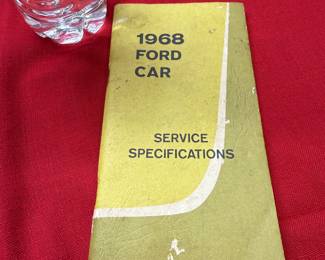 1968
FORD
CAR
SERVICE
SPECIFICATIONS